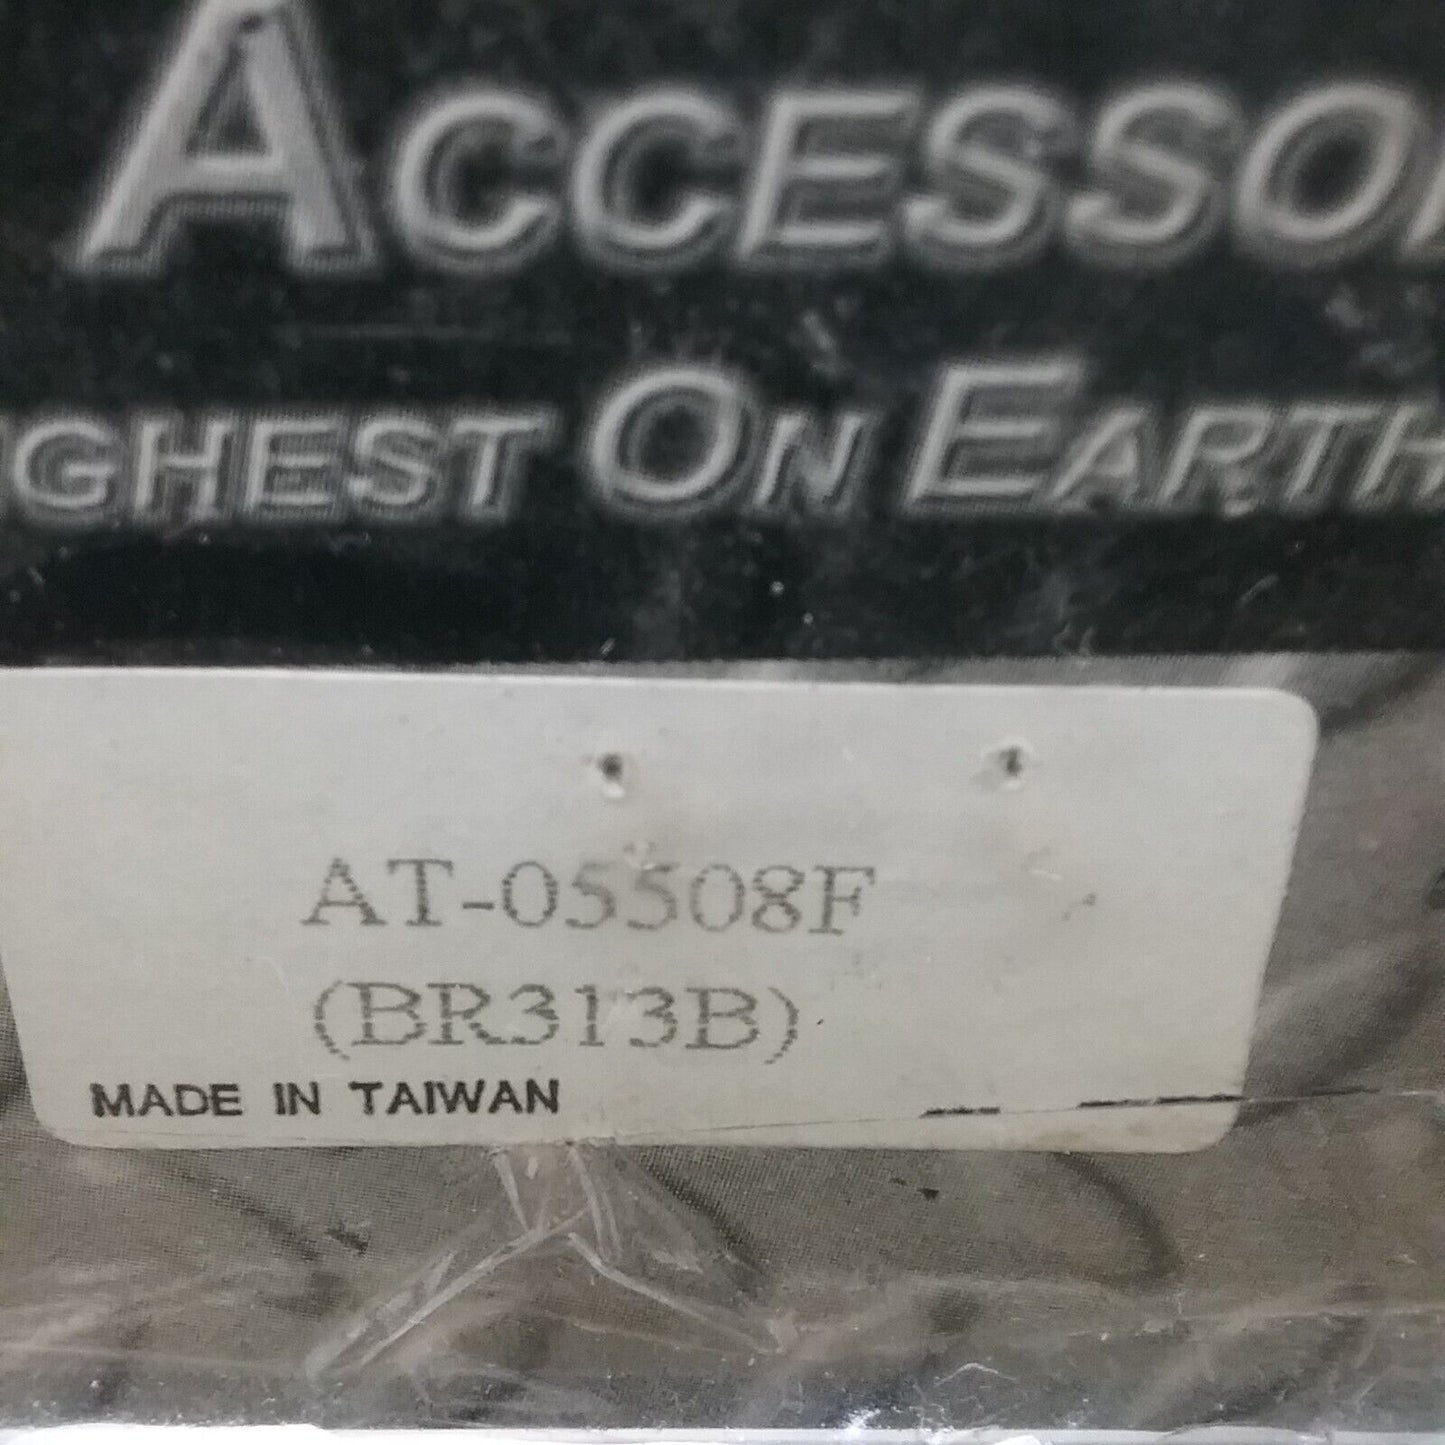 ACCESSO
GHEST ON EARTH
AT-05508F
(BR313B)
MADE IN TAIWAN